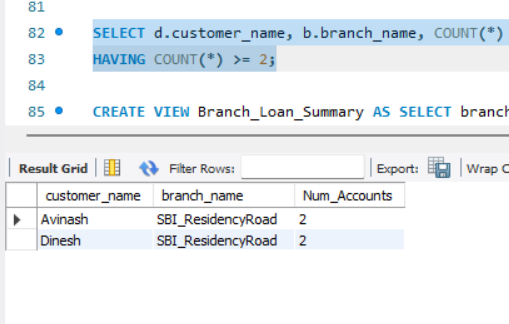 81
82 SELECT d.customer_name, b.branch_name, COUNT(*)
83 HAVING COUNT(*) >= 2;
84
85 CREATE VIEW Branch_Loan_Summary AS SELECT branch
Result Grid Filter Rows: Export: Wrap C
customer_name branch_name Num_Accounts
Avinash SBI_ResidencyRoad 2
Dinesh SBI_ResidencyRoad 2